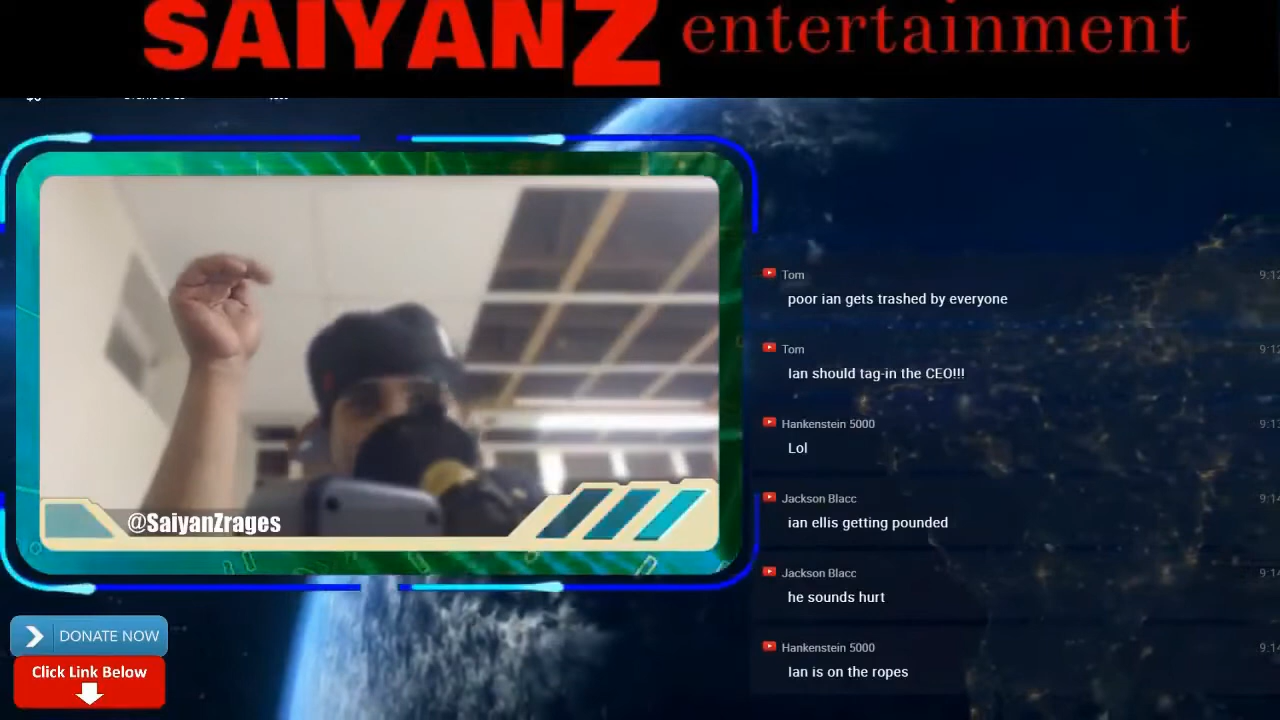 SAIYANZ entertainment
Tom
poor ian gets trashed by everyone
Tom
Ian should tag-in the CEO!!!
Hankenstein 5000
Lol
Jackson Blacc
ian ellis getting pounded
Jackson Blacc
he sounds hurt
Hankenstein 5000
Ian is on the ropes
@SaiyanZrages
DONATE NOW
Click Link Below